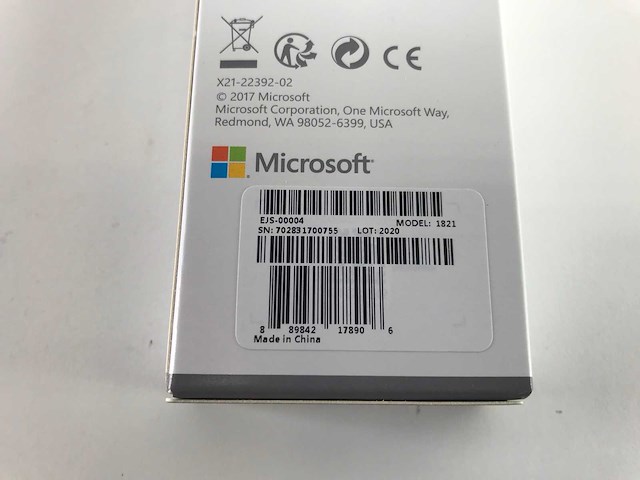 CE
X21-22392-02
© 2017 Microsoft
Microsoft Corporation, One Microsoft Way,
Redmond, WA 98052-6399, USA
Microsoft
EJS-00004 MODEL: 1821
SN: 702831700755 LOT: 2020
8 89842 17890 6
Made in China